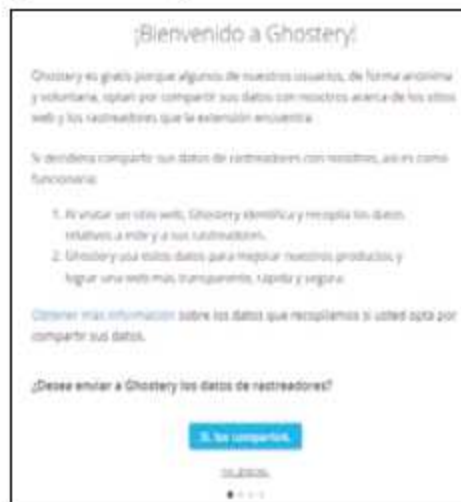 ¡Bienvenido a Ghostery!
Ghostery es gratis porque algunos de nuestros usuarios, de forma anónima
y voluntaria, optan por compartir sus datos con nosotros acerca de los sitios
web y los rastreadores que la extensión encuentra.
Si decidiera compartir sus datos de rastreadores con nosotros, así es como
funcionaría:
1. Al visitar un sitio web, Ghostery identifica y recopila los datos
relativos a este y a sus rastreadores.
2. Ghostery usa estos datos para mejorar nuestros productos y
lograr una web más transparente, rápida y segura.
Obtener más información sobre los datos que recopilamos si usted opta por
compartir sus datos.
¿Desea enviar a Ghostery los datos de rastreadores?
Sí, los compartiré.